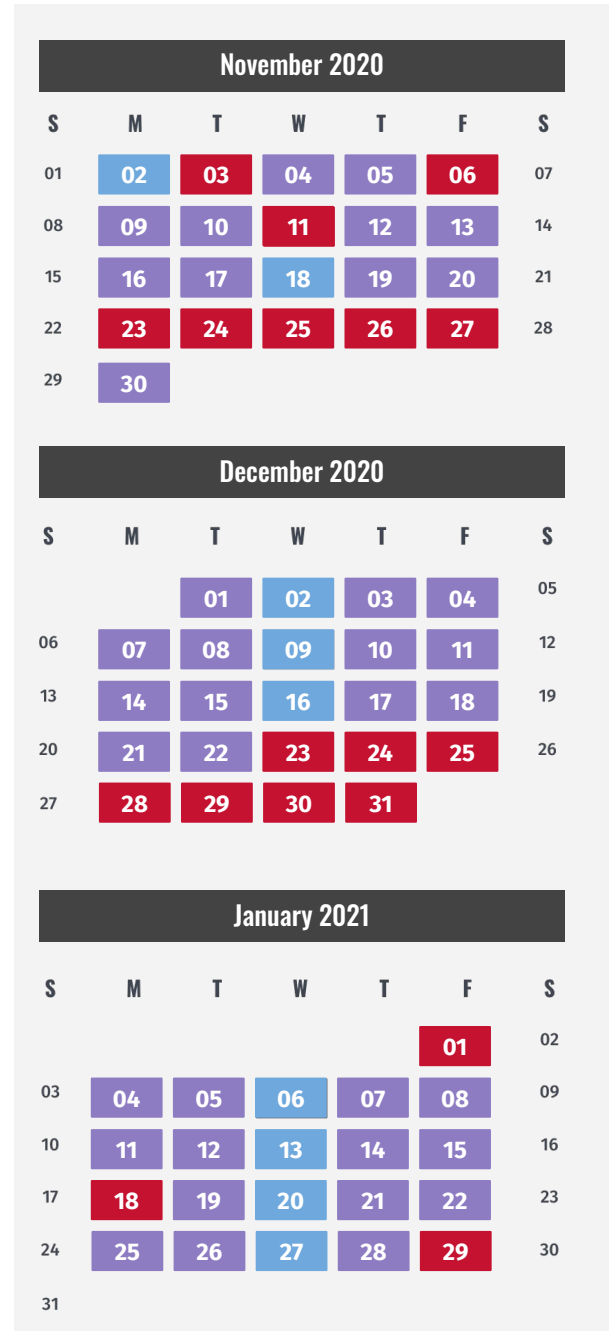 November 2020
S M T W T F S
01 02 03 04 05 06 07
08 09 10 11 12 13 14
15 16 17 18 19 20 21
22 23 24 25 26 27 28
29 30
December 2020
S M T W T F S
01 02 03 04 05
06 07 08 09 10 11 12
13 14 15 16 17 18 19
20 21 22 23 24 25 26
27 28 29 30 31
January 2021
S M T W T F S
01 02
03 04 05 06 07 08 09
10 11 12 13 14 15 16
17 18 19 20 21 22 23
24 25 26 27 28 29 30
31